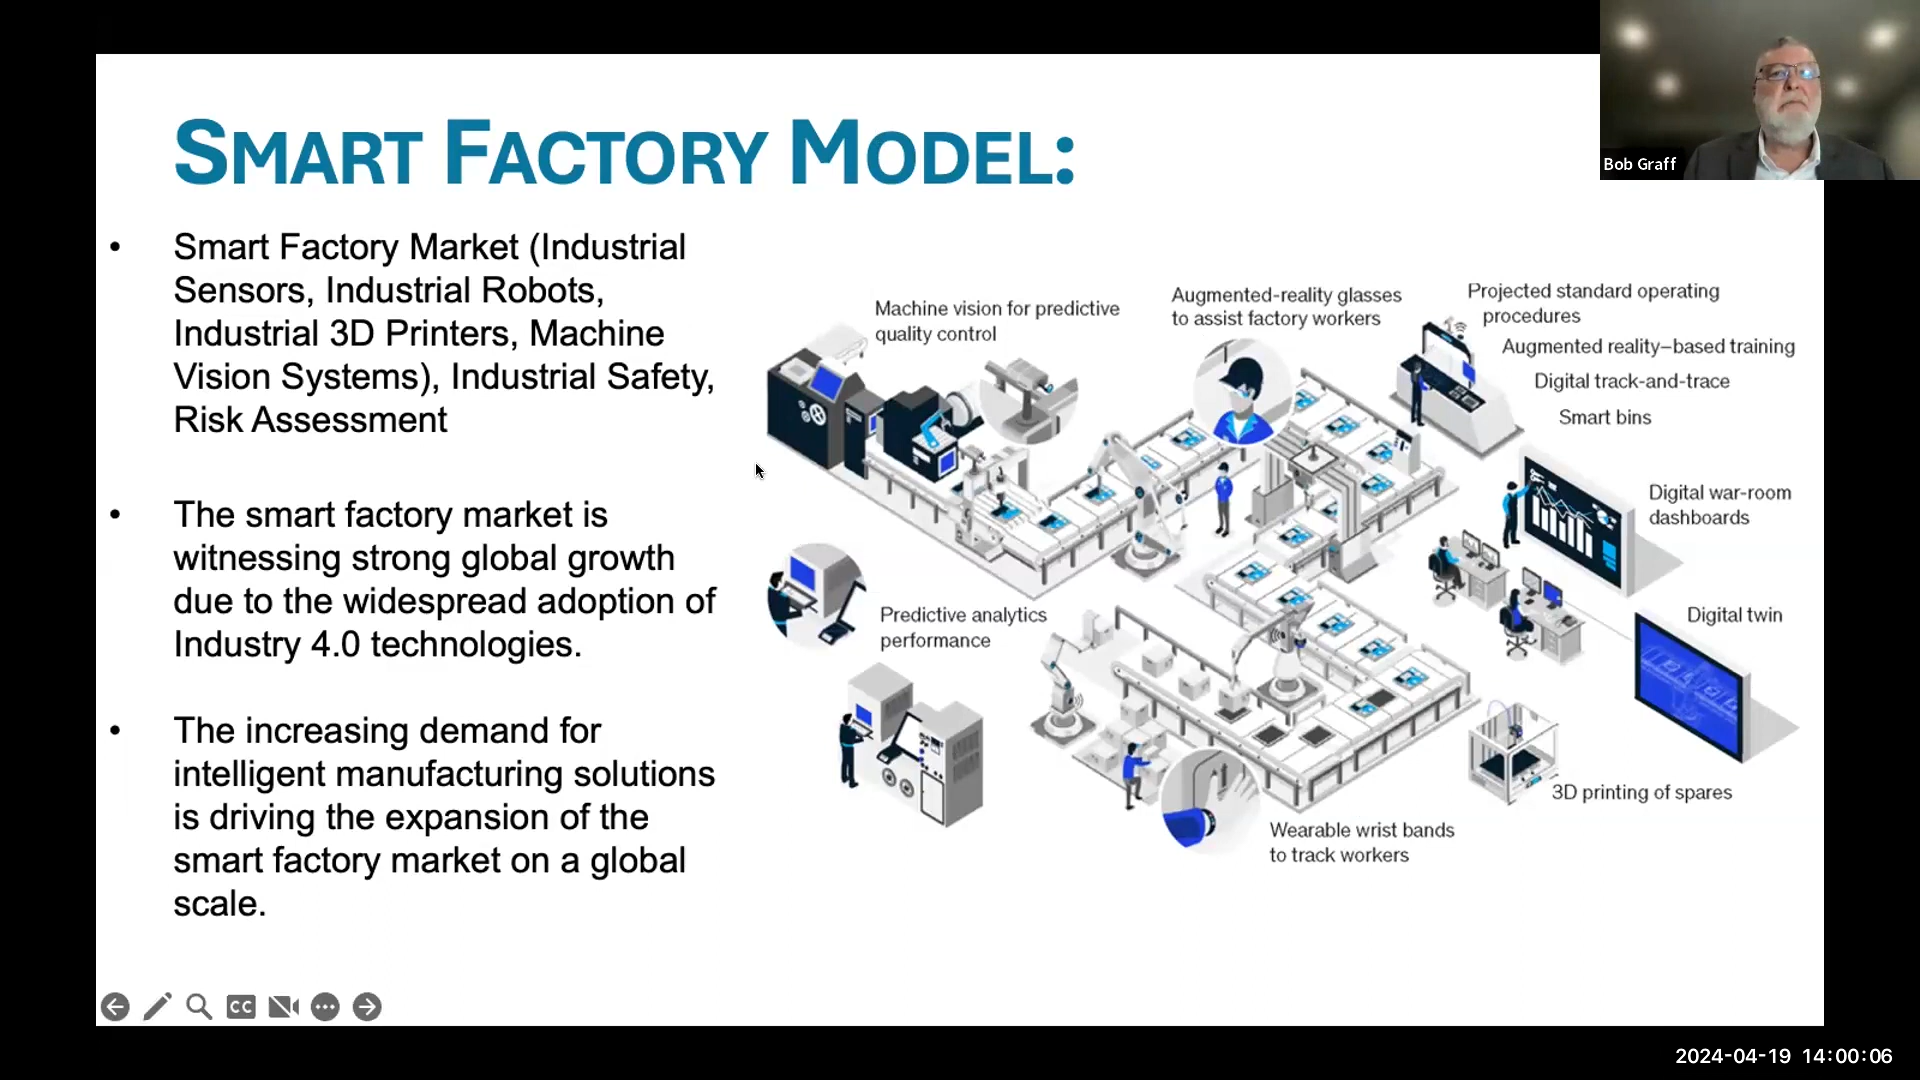 SMART FACTORY MODEL:
Bob Graff
• Smart Factory Market (Industrial
Sensors, Industrial Robots,
Industrial 3D Printers, Machine
Vision Systems), Industrial Safety,
Risk Assessment
• The smart factory market is
witnessing strong global growth
due to the widespread adoption of
Industry 4.0 technologies.
• The increasing demand for
intelligent manufacturing solutions
is driving the expansion of the
smart factory market on a global
scale.
Machine vision for predictive
quality control
Augmented-reality glasses
to assist factory workers
Projected standard operating
procedures
Augmented reality–based training
Digital track-and-trace
Smart bins
Digital war-room
dashboards
Predictive analytics
performance
Digital twin
3D printing of spares
Wearable wrist bands
to track workers
CC
2024-04-19 14:00:06